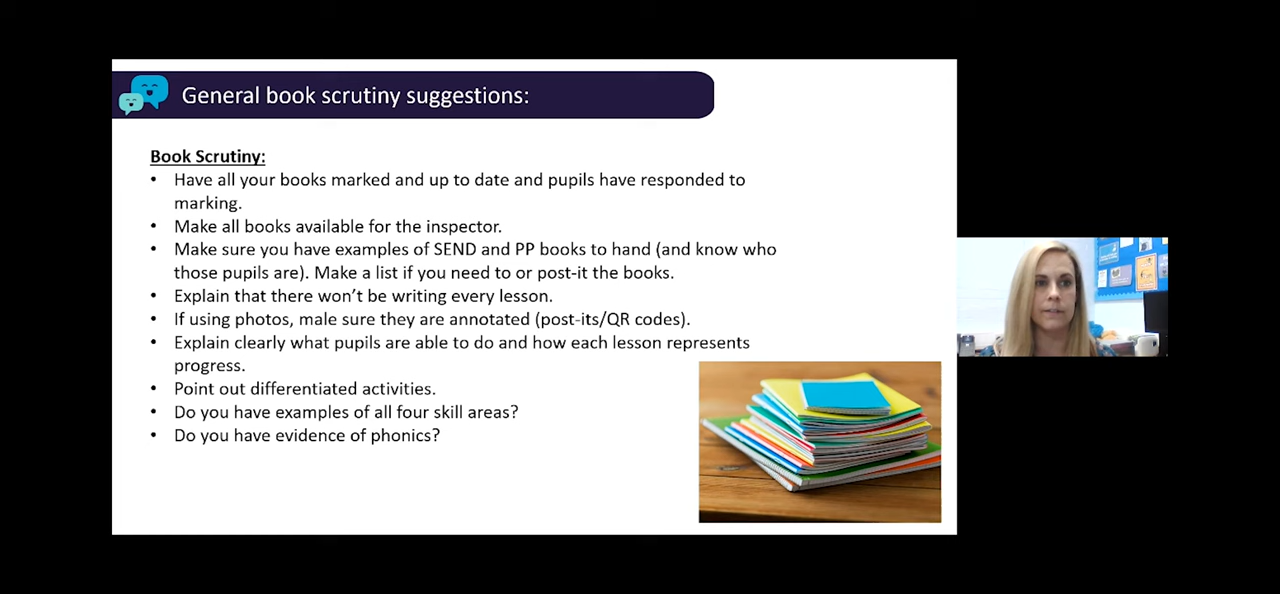 General book scrutiny suggestions:
Book Scrutiny:
• Have all your books marked and up to date and pupils have responded to
marking.
• Make all books available for the inspector.
• Make sure you have examples of SEND and PP books to hand (and know who
those pupils are). Make a list if you need to or post-it the books.
• Explain that there won't be writing every lesson.
• If using photos, male sure they are annotated (post-its/QR codes).
• Explain clearly what pupils are able to do and how each lesson represents
progress.
• Point out differentiated activities.
• Do you have examples of all four skill areas?
• Do you have evidence of phonics?